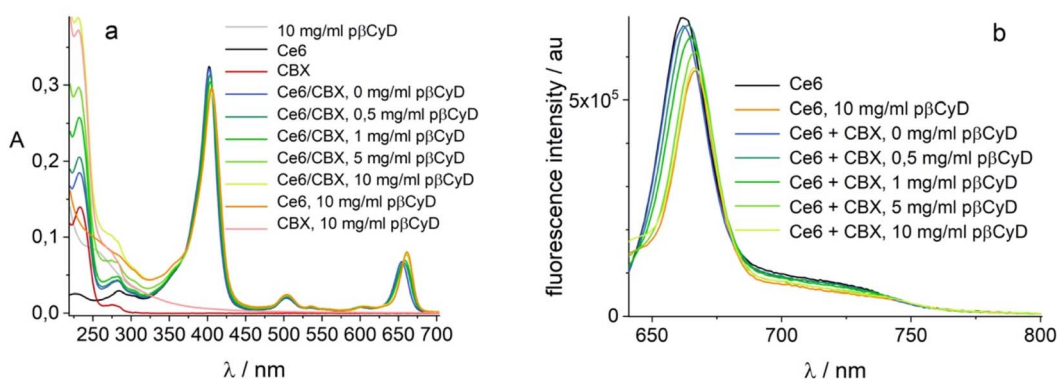 a
10 mg/ml pβCyD
Ce6
CBX
Ce6/CBX, 0 mg/ml pβCyD
Ce6/CBX, 0,5 mg/ml pβCyD
Ce6/CBX, 1 mg/ml pβCyD
Ce6/CBX, 5 mg/ml pβCyD
Ce6/CBX, 10 mg/ml pβCyD
Ce6, 10 mg/ml pβCyD
CBX, 10 mg/ml pβCyD
A
0,3
0,2
0,1
0,0
250 300 350 400 450 500 550 600 650 700
λ / nm
b
Ce6
Ce6, 10 mg/ml pβCyD
Ce6 + CBX, 0 mg/ml pβCyD
Ce6 + CBX, 0,5 mg/ml pβCyD
Ce6 + CBX, 1 mg/ml pβCyD
Ce6 + CBX, 5 mg/ml pβCyD
Ce6 + CBX, 10 mg/ml pβCyD
fluorescence intensity / au
5x10⁵
0
650 700 750 800
λ / nm